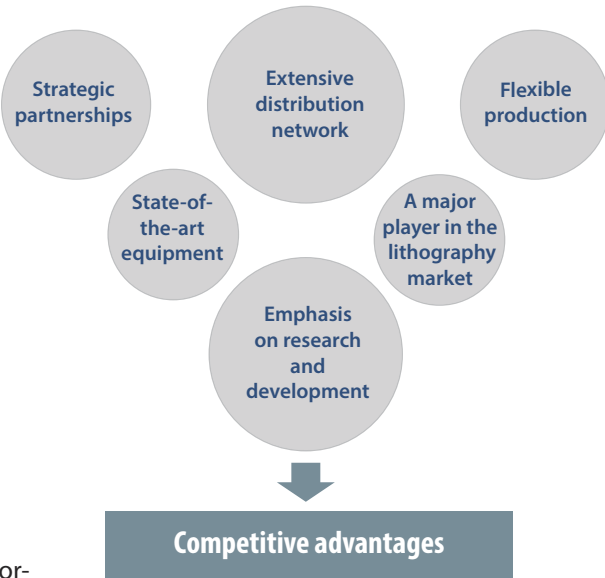 Strategic
partnerships
Extensive
distribution
network
Flexible
production
State-of-
the-art
equipment
A major
player in the
lithography
market
Emphasis
on research
and
development
Competitive advantages
or-